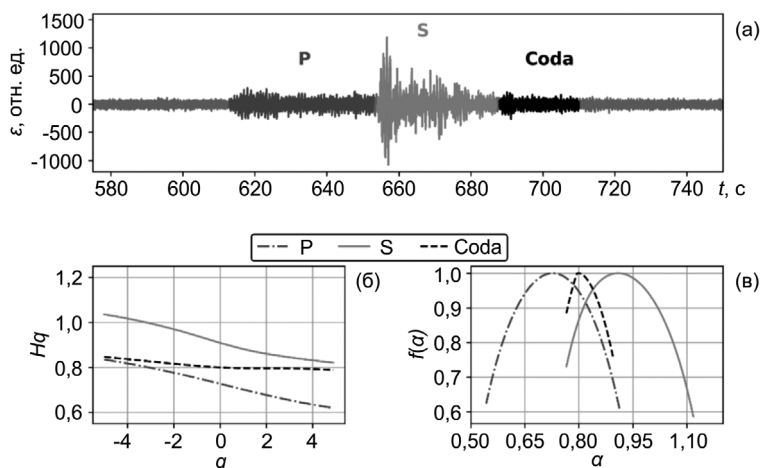 (а)
1500
1000
500
0
-500
-1000
ε, отн. ед.
P
S
Coda
580 600 620 640 660 680 700 720 740 t, с
P S Coda
(б)
1,2
1,0
0,8
0,6
Hq
-4 -2 0 2 4
q
(в)
1,0
0,9
0,8
0,7
0,6
f(α)
0,50 0,65 0,80 0,95 1,10
α